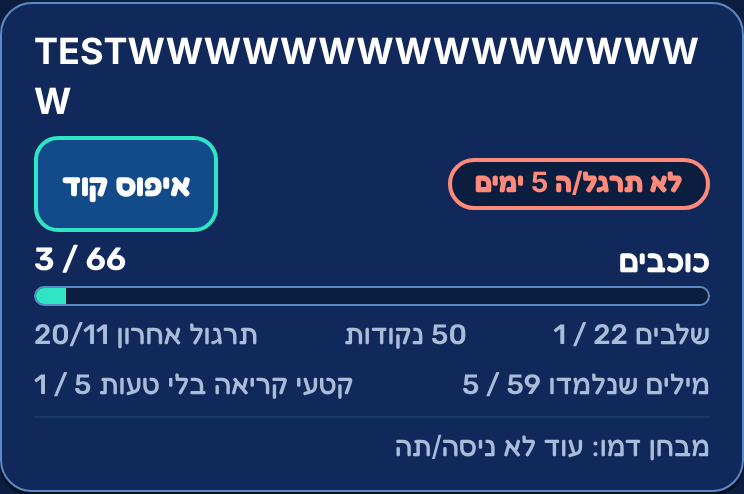 TESTWWWWWWWWWWWWWWW
W
לא תרגל/ה 5 ימים איפוס קוד
כוכבים 3 / 66
שלבים 22 / 1 50 נקודות תרגול אחרון 20/11
מילים שנלמדו 59 / 5 קטעי קריאה בלי טעות 5 / 1
מבחן דמו: עוד לא ניסה/תה